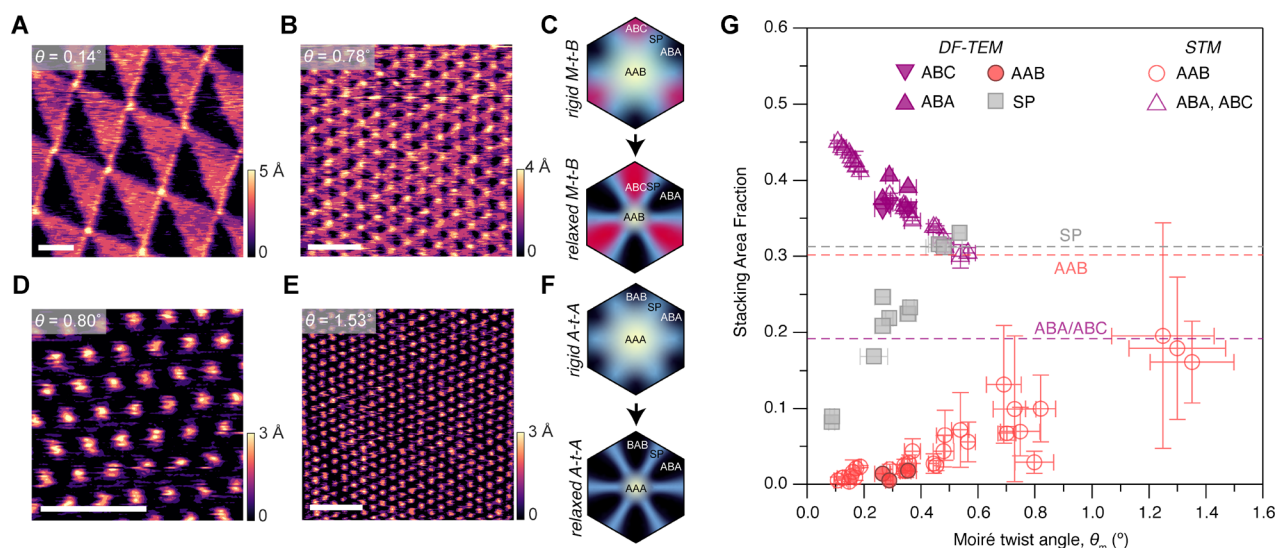 A
θ = 0.14°
5 Å
0
B
θ = 0.78°
4 Å
0
C
rigid M-t-B
ABC
SP
ABA
AAB
relaxed M-t-B
ABC
SP
ABA
AAB
D
θ = 0.80°
3 Å
0
E
θ = 1.53°
3 Å
0
F
rigid A-t-A
BAB
SP
ABA
AAA
relaxed A-t-A
BAB
SP
ABA
AAA
G
Stacking Area Fraction
0.6
0.5
0.4
0.3
0.2
0.1
0.0
DF-TEM
STM
ABC
AAB
AAB
ABA
SP
ABA, ABC
SP
AAB
ABA/ABC
0.0 0.2 0.4 0.6 0.8 1.0 1.2 1.4 1.6
Moiré twist angle, θm (°)